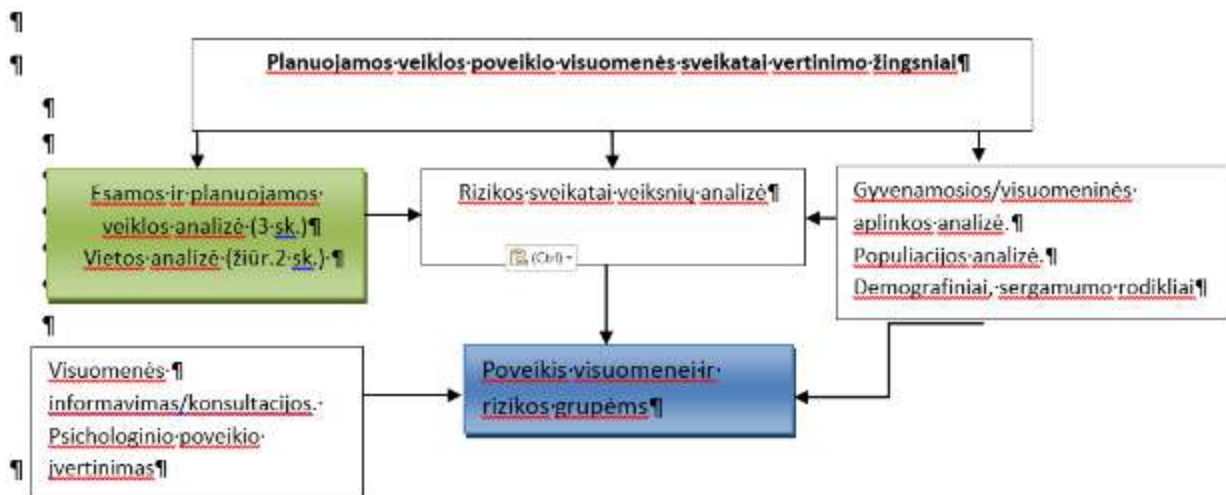 Planuojamos veiklos poveikio visuomenės sveikatai vertinimo žingsniai¶
Esamos ir planuojamos
veiklos analizė (3 sk.)¶
Vietos analizė (žiūr.2 sk.) ¶
Rizikos sveikatai veiksnių analizė¶
(Ctrl)
Gyvenamosios/visuomeninės
aplinkos analizė.¶
Populiacijos analizė.¶
Demografiniai, sergamumo rodikliai¶
Visuomenės ¶
informavimas/konsultacijos.
Psichologinio poveikio
įvertinimas¶
Poveikis visuomenei ir
rizikos grupėms¶